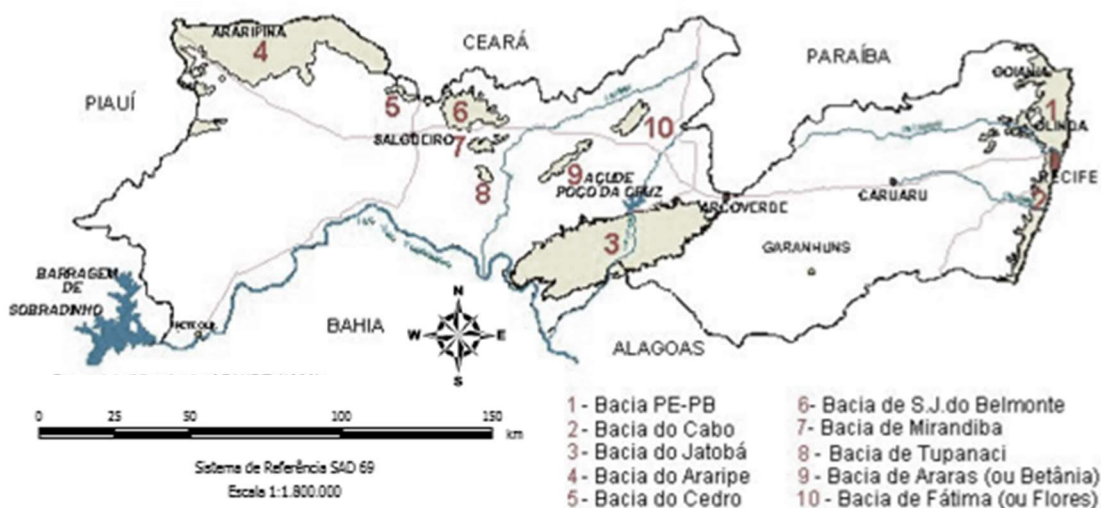 CEARÁ
PARAÍBA
PIAUÍ
ARARIPINA
4
5
6
SALGUEIRO
7
8
9
10
AÇUDE
POÇO DA CRUZ
3
ARCOVERDE
CARUARU
GARANHUNS
GOIANIA
1
OLINDA
RECIFE
2
BARRAGEM
DE
SOBRADINHO
BAHIA
ALAGOAS
N
W
E
S
0 25 50 100 150
km
Sistema de Referência SAD 69
Escala 1:1.800.000
1 - Bacia PE-PB
2 - Bacia do Cabo
3 - Bacia do Jatobá
4 - Bacia do Araripe
5 - Bacia do Cedro
6- Bacia de S.J.do Belmonte
7- Bacia de Mirandiba
8 - Bacia de Tupanaci
9 - Bacia de Araras (ou Betânia)
10 - Bacia de Fátima (ou Flores)